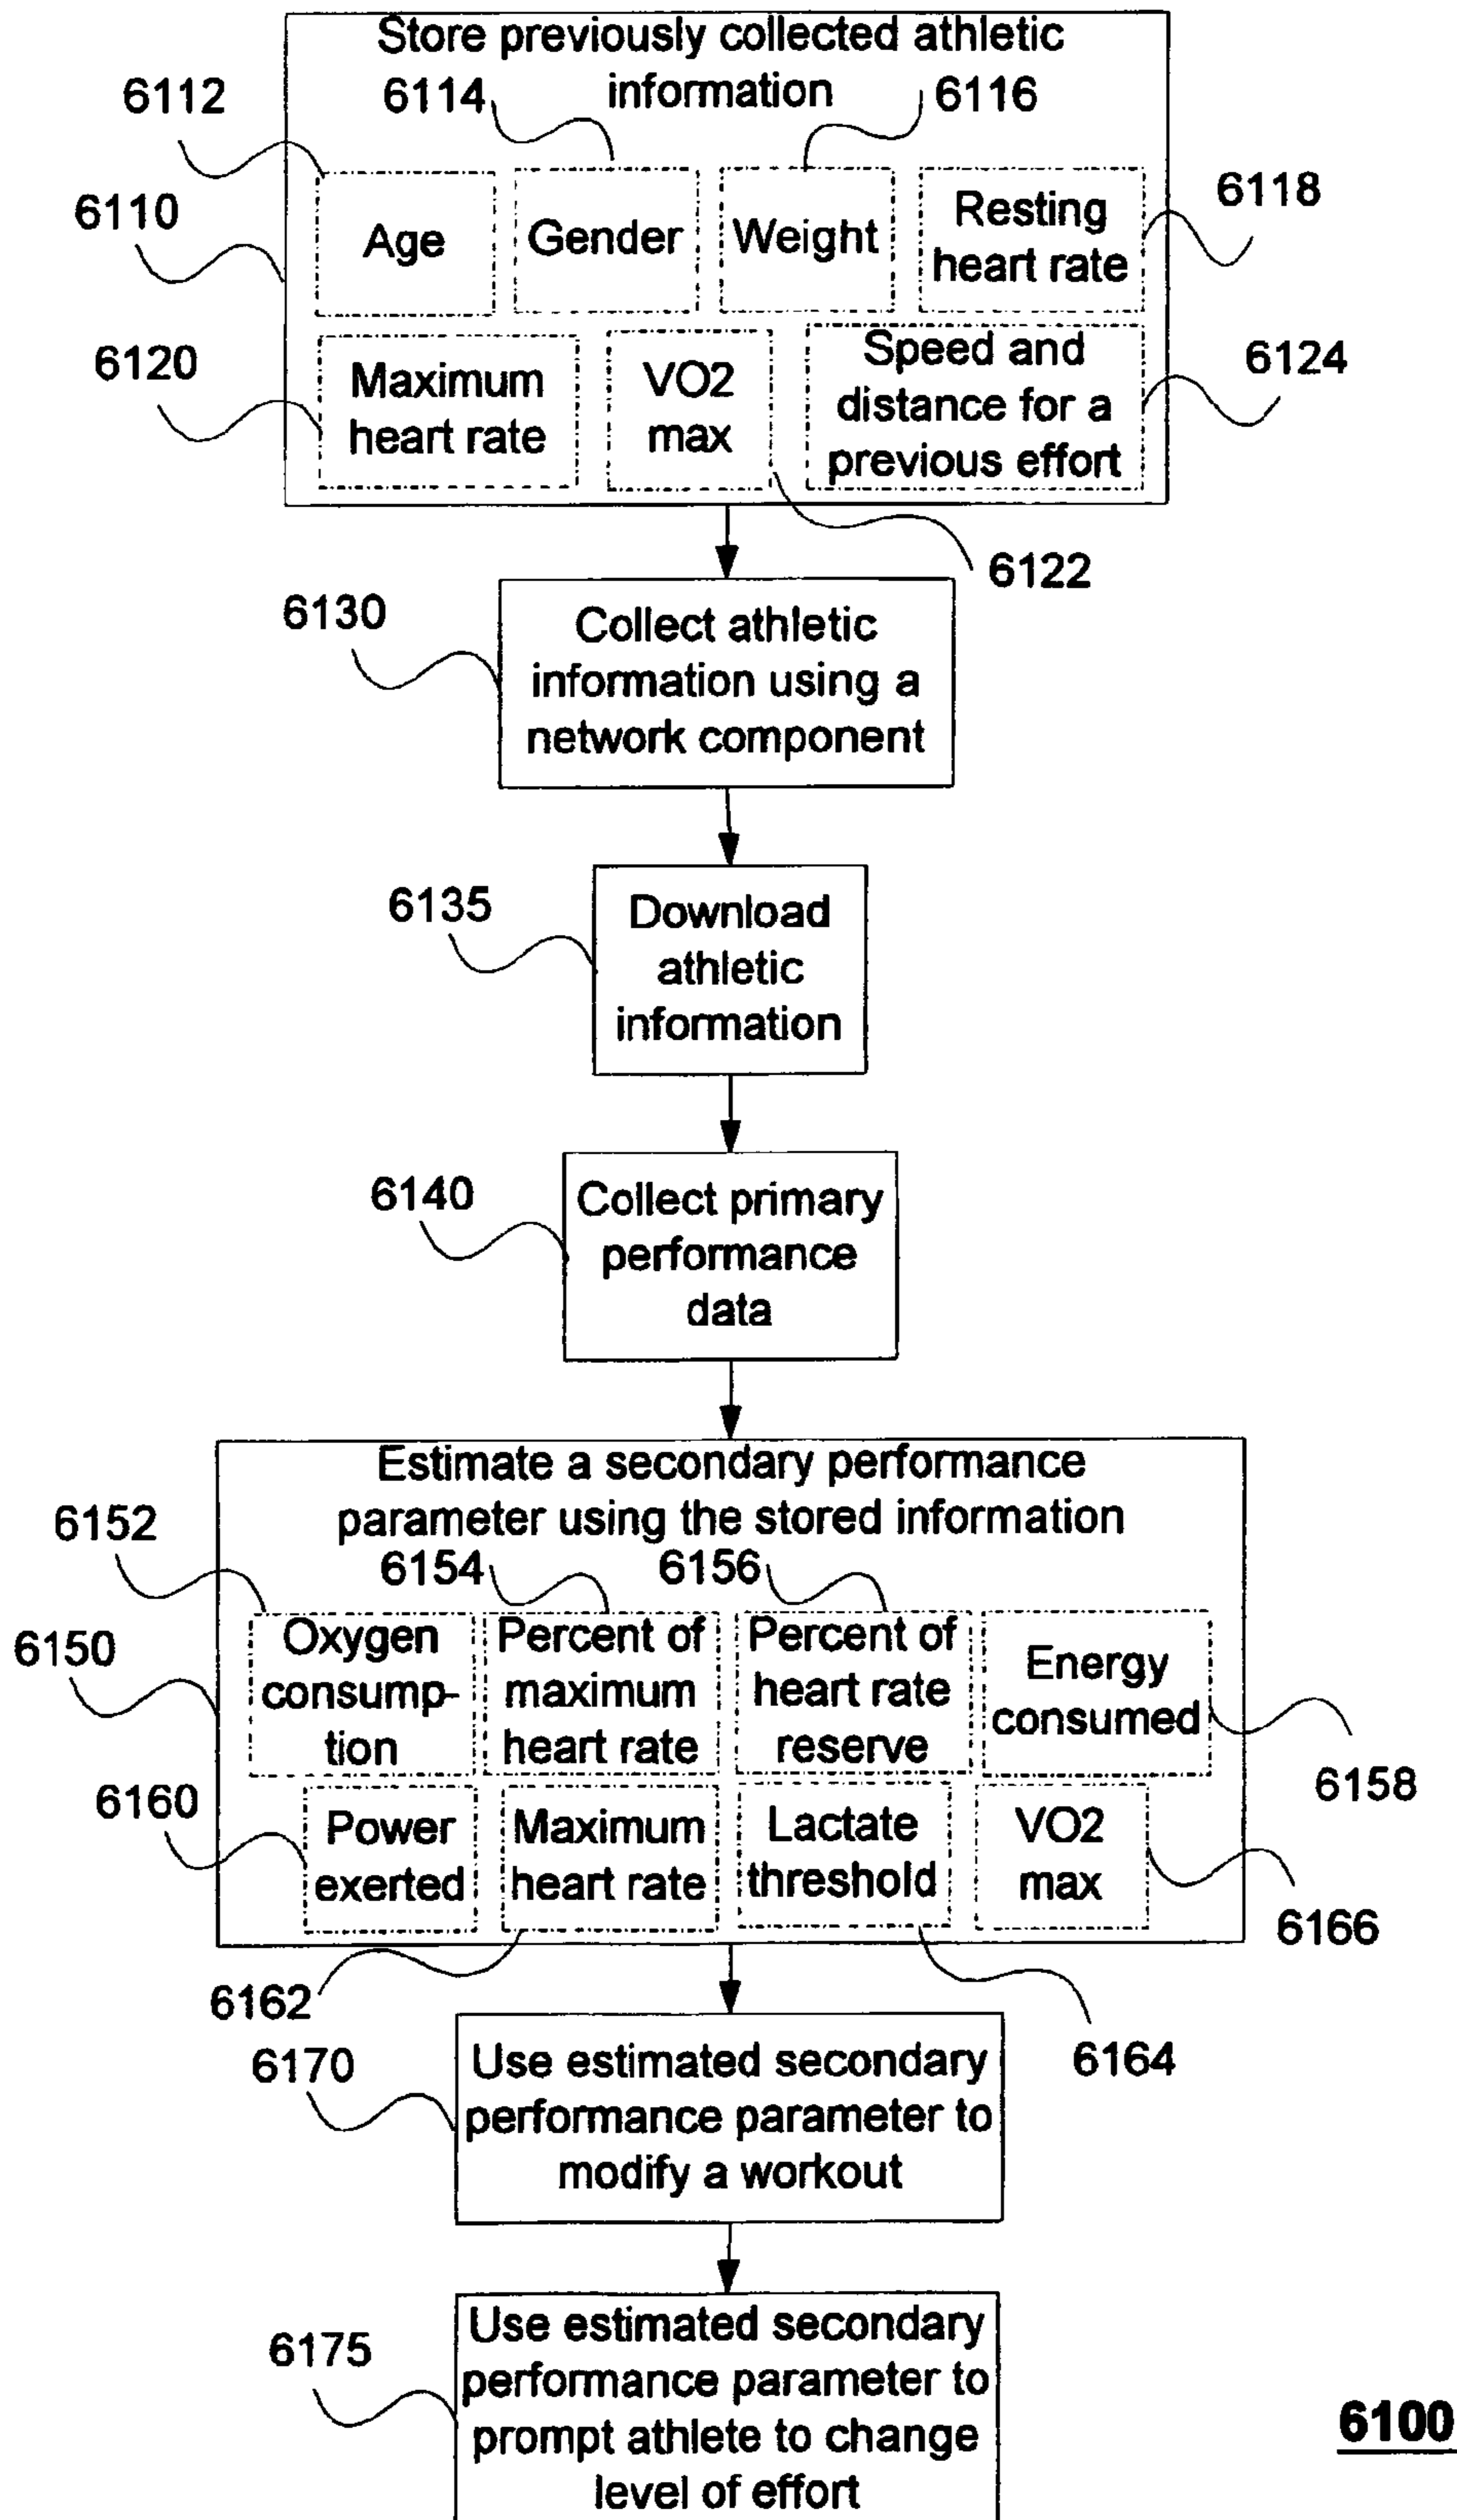 Store previously collected athletic
information
6112
6114
6116
6110
6118
Age
Gender
Weight
Resting
heart rate
6120
6124
Maximum
heart rate
VO2
max
Speed and
distance for a
previous effort
6122
6130
Collect athletic
information using a
network component
6135
Download
athletic
information
6140
Collect primary
performance
data
Estimate a secondary performance
parameter using the stored information
6152
6154
6156
6150
Oxygen
consump-
tion
Percent of
maximum
heart rate
Percent of
heart rate
reserve
Energy
consumed
6158
6160
Power
exerted
Maximum
heart rate
Lactate
threshold
VO2
max
6166
6162
6164
6170
Use estimated secondary
performance parameter to
modify a workout
6175
Use estimated secondary
performance parameter to
prompt athlete to change
level of effort
6100